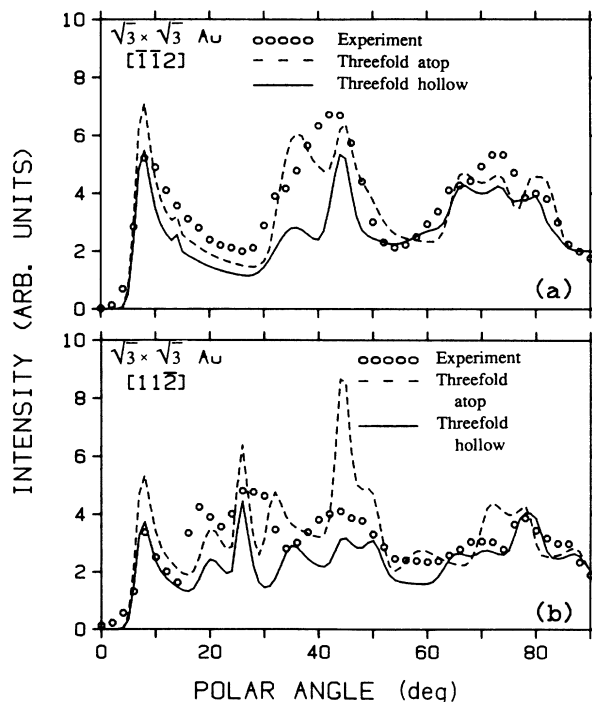 10
8
6
4
2
0
√3 × √3 Au
[1̄1̄2]
Experiment
Threefold atop
Threefold hollow
(a)
10
8
6
4
2
0
√3 × √3 Au
[112̄]
Experiment
Threefold
atop
Threefold
hollow
(b)
0 20 40 60 80
POLAR ANGLE (deg)
INTENSITY (ARB. UNITS)